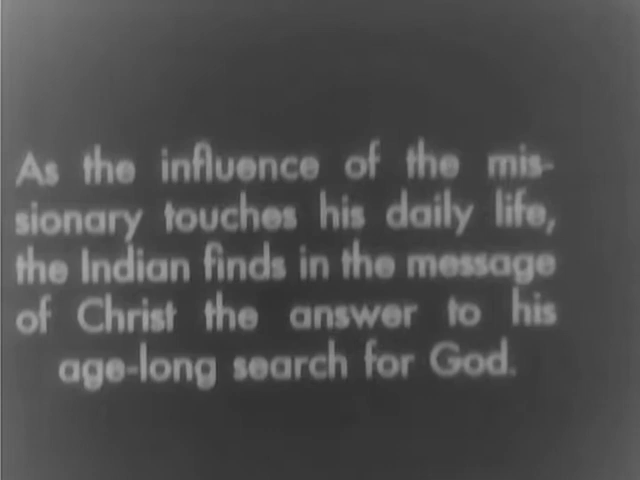 As the influence of the mis-
sionary touches his daily life,
the Indian finds in the message
of Christ the answer to his
age-long search for God.